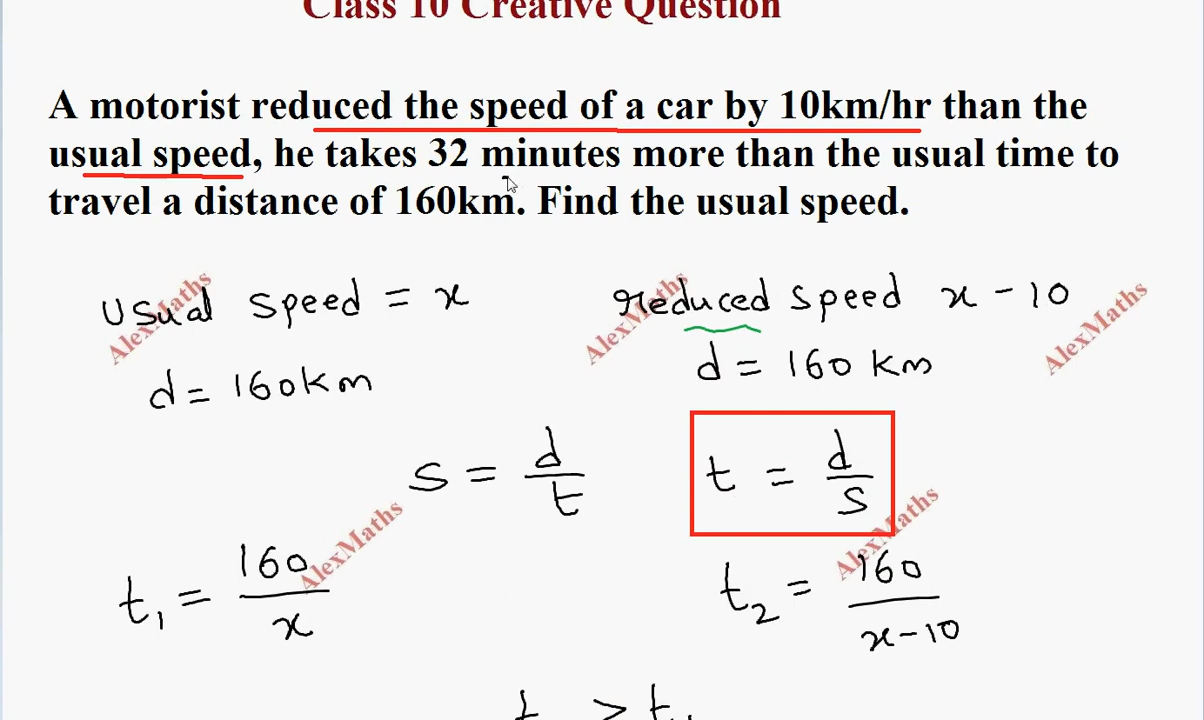 Class 10 Creative Question
A motorist reduced the speed of a car by 10km/hr than the
usual speed, he takes 32 minutes more than the usual time to
travel a distance of 160km. Find the usual speed.
Usual speed = x
Reduced speed x - 10
AlexMaths
AlexMaths
AlexMaths
d = 160km
d = 160 km
s = d/t
t = d/s
AlexMaths
AlexMaths
t₁ = 160/x
t₂ = 160/x-10
t > t₁